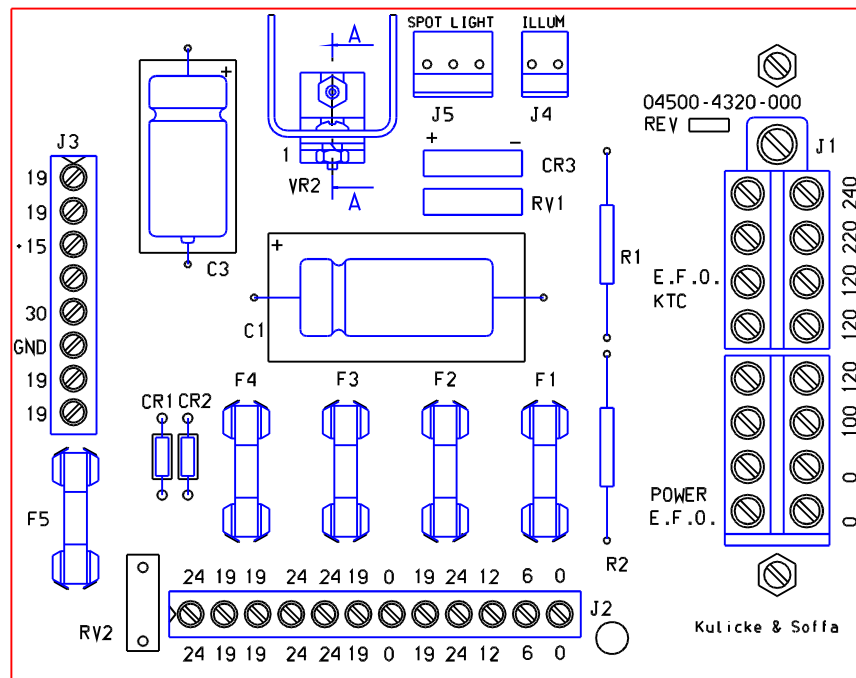 SPOT LIGHT
ILLUM
A
J5
J4
04500-4320-000
REV
J3
J1
+
+
-
1
VR2
CR3
A
RV1
19
19
+15
30
GND
19
19
C3
+
C1
R1
E.F.O.
KTC
240
220
120
120
120
100
0
0
F4
F3
F2
F1
CR1
CR2
POWER
E.F.O.
F5
R2
24 19 19 24 24 19 0 19 24 12 6 0
J2
RV2
24 19 19 24 24 19 0 19 24 12 6 0
Kulicke & Soffa